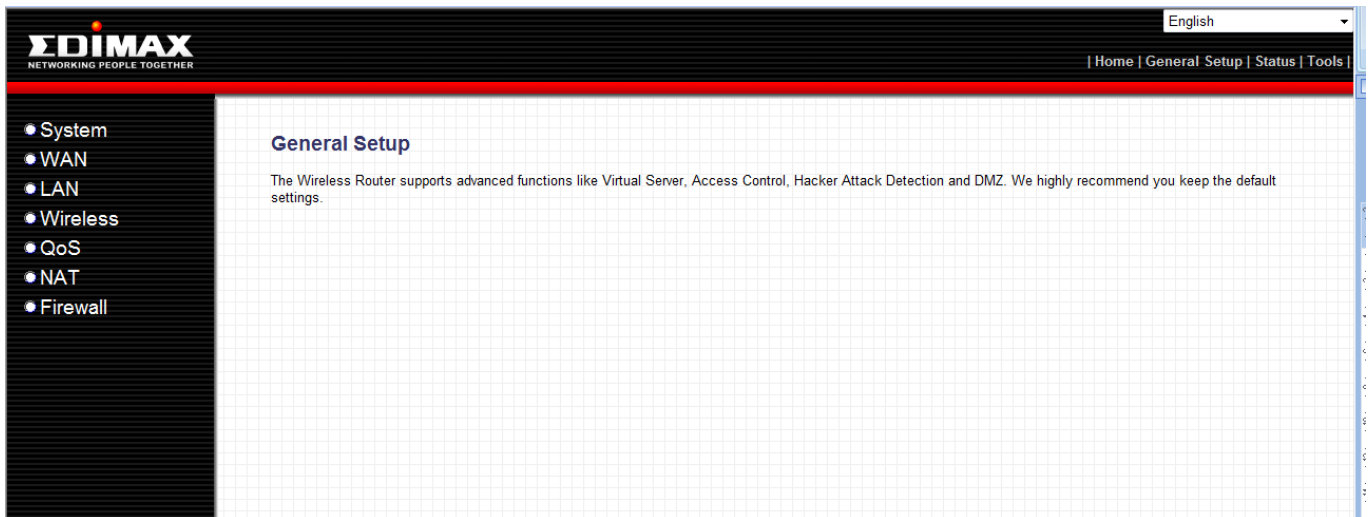 English
EDIMAX
NETWORKING PEOPLE TOGETHER
| Home | General Setup | Status | Tools |
System
WAN
LAN
Wireless
QoS
NAT
Firewall
General Setup
The Wireless Router supports advanced functions like Virtual Server, Access Control, Hacker Attack Detection and DMZ. We highly recommend you keep the default
settings.